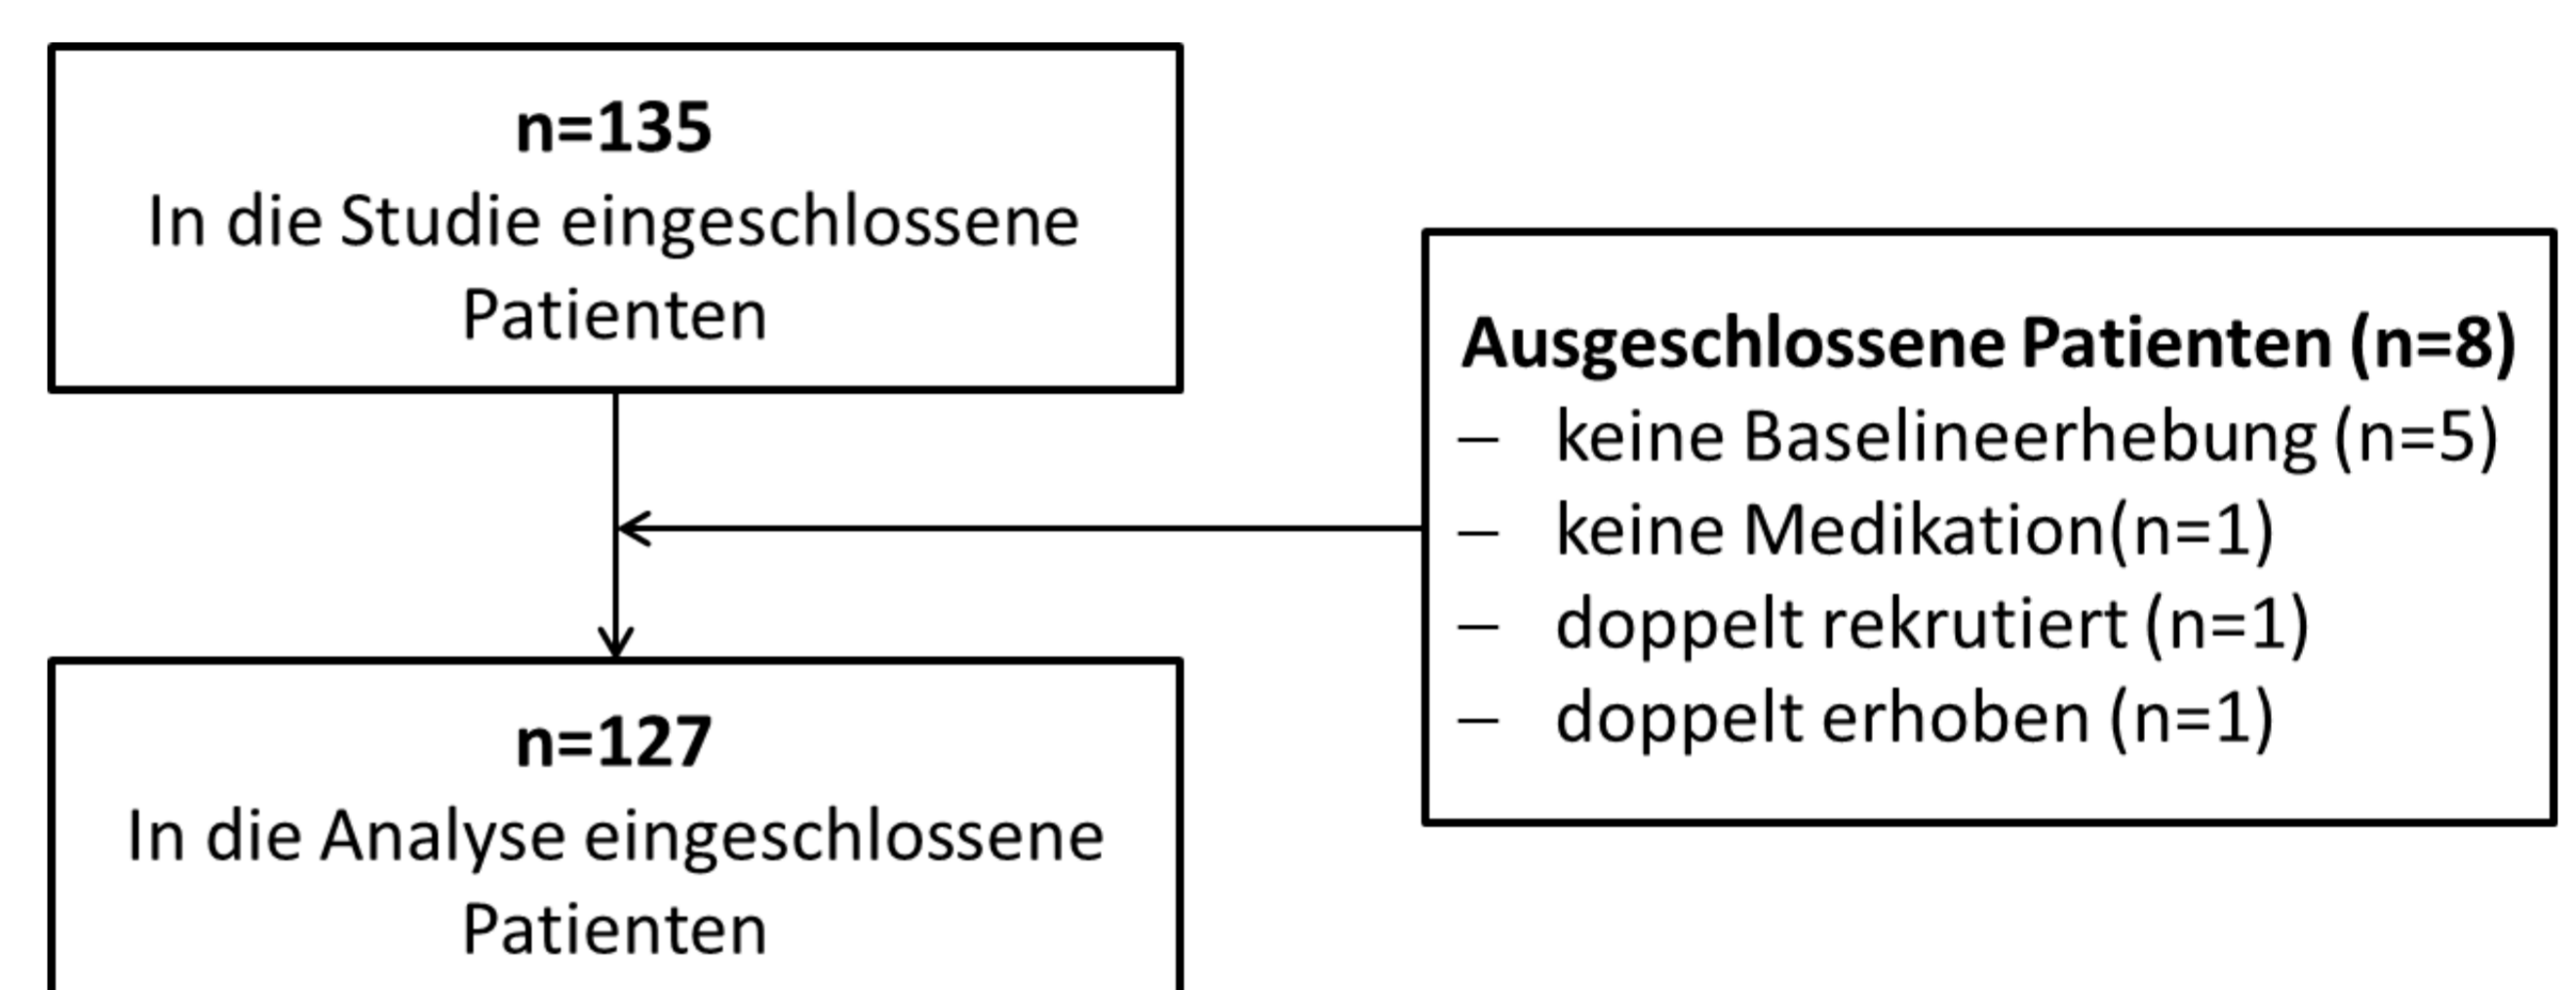 n=135
In die Studie eingeschlossene
Patienten
Ausgeschlossene Patienten (n=8)
– keine Baselineerhebung (n=5)
– keine Medikation(n=1)
– doppelt rekrutiert (n=1)
– doppelt erhoben (n=1)
n=127
In die Analyse eingeschlossene
Patienten